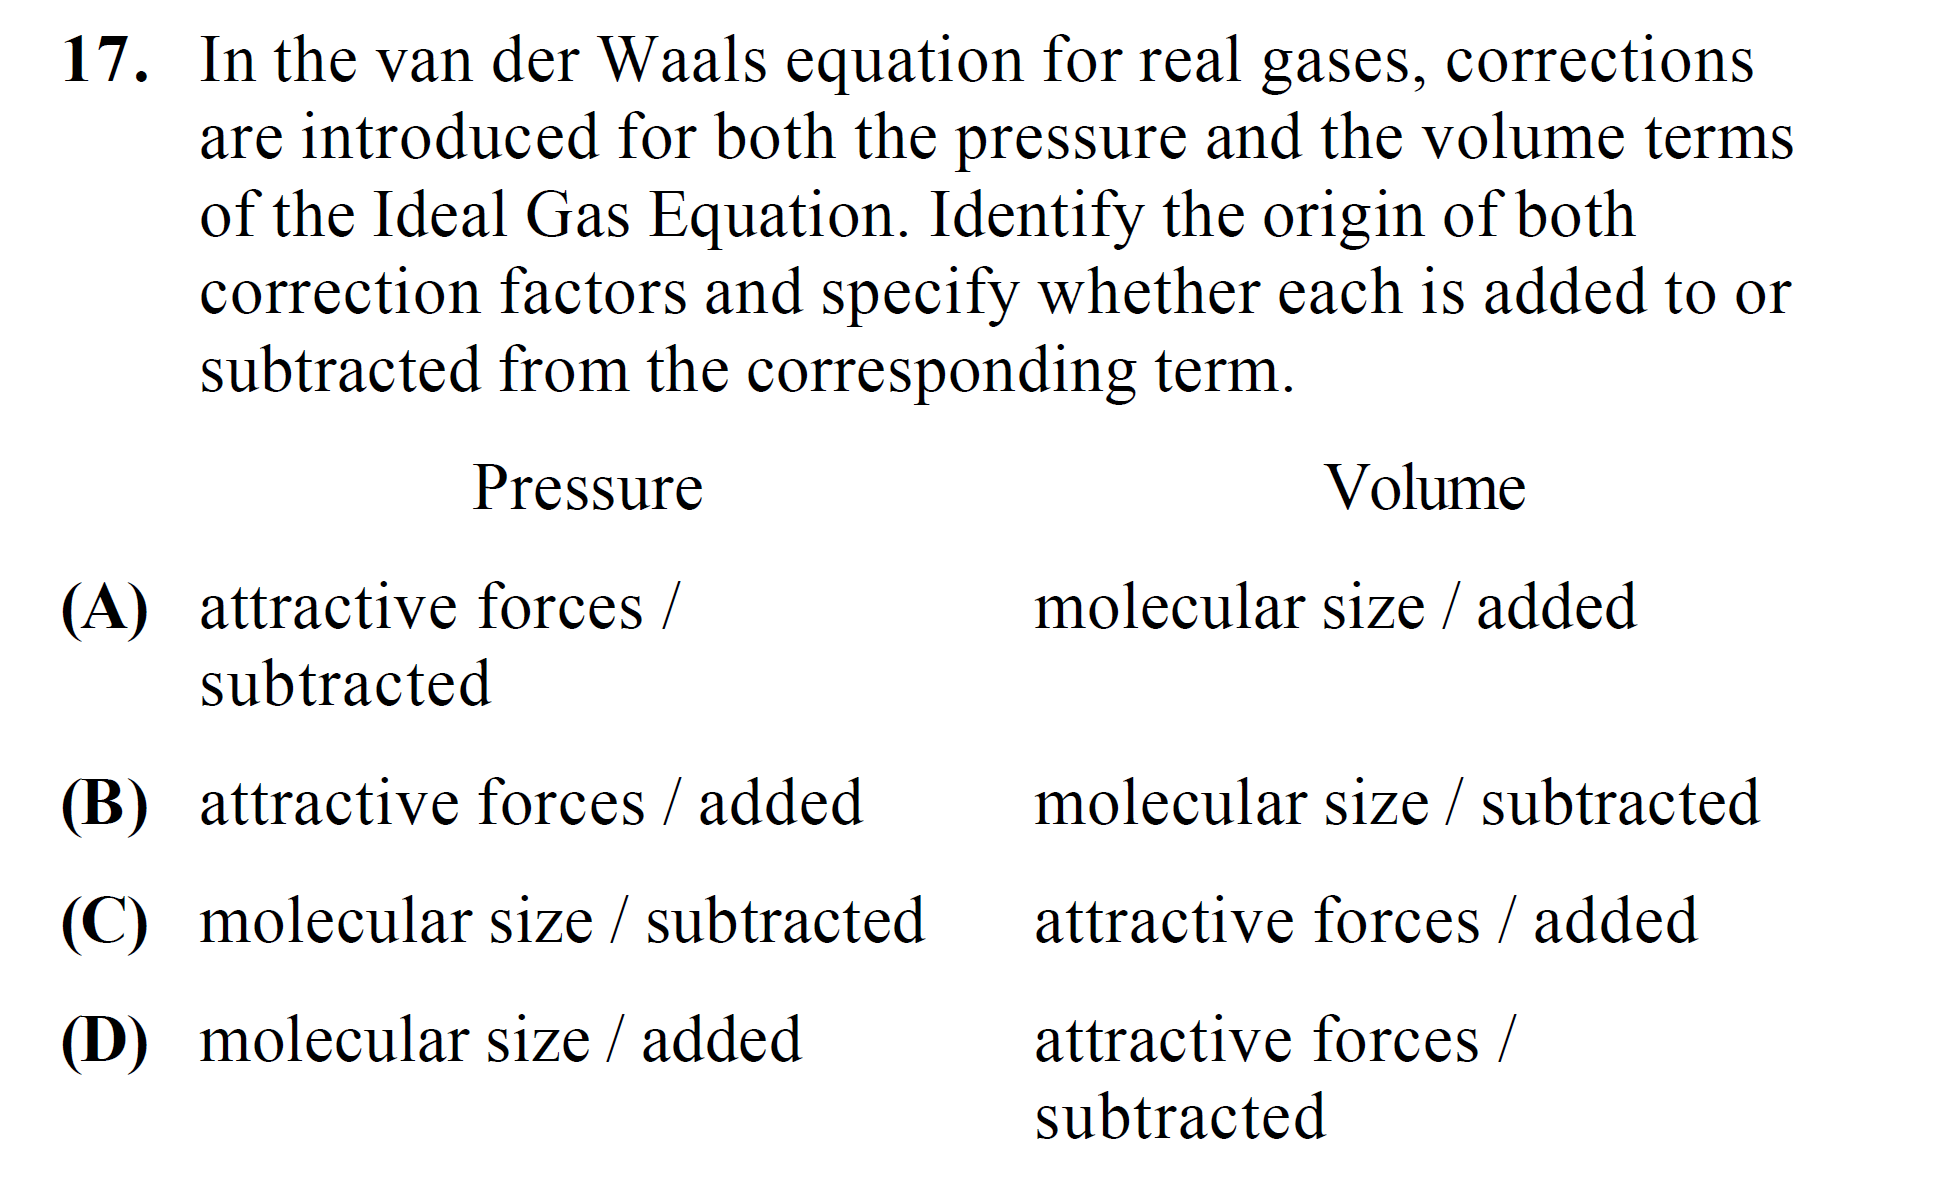 17. In the van der Waals equation for real gases, corrections
are introduced for both the pressure and the volume terms
of the Ideal Gas Equation. Identify the origin of both
correction factors and specify whether each is added to or
subtracted from the corresponding term.
Pressure Volume
(A) attractive forces / molecular size / added
subtracted
(B) attractive forces / added molecular size / subtracted
(C) molecular size / subtracted attractive forces / added
(D) molecular size / added attractive forces /
subtracted